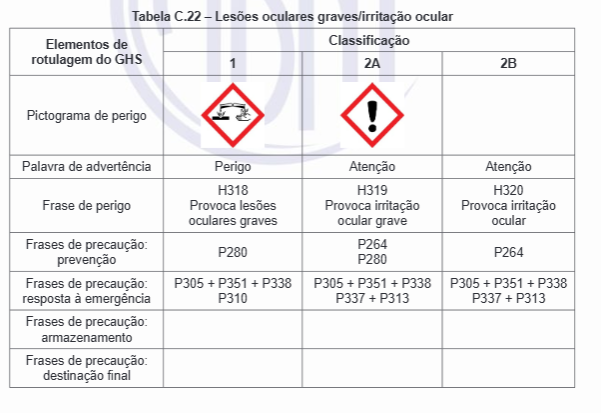 Tabela C.22 – Lesões oculares graves/irritação ocular
Elementos de
rotulagem do GHS
Classificação
1 2A 2B
Pictograma de perigo
Palavra de advertência Perigo Atenção Atenção
Frase de perigo
H318
Provoca lesões
oculares graves
H319
Provoca irritação
ocular grave
H320
Provoca irritação
ocular
Frases de precaução:
prevenção
P280
P264
P280
P264
Frases de precaução:
resposta à emergência
P305 + P351 + P338
P310
P305 + P351 + P338
P337 + P313
P305 + P351 + P338
P337 + P313
Frases de precaução:
armazenamento
Frases de precaução:
destinação final